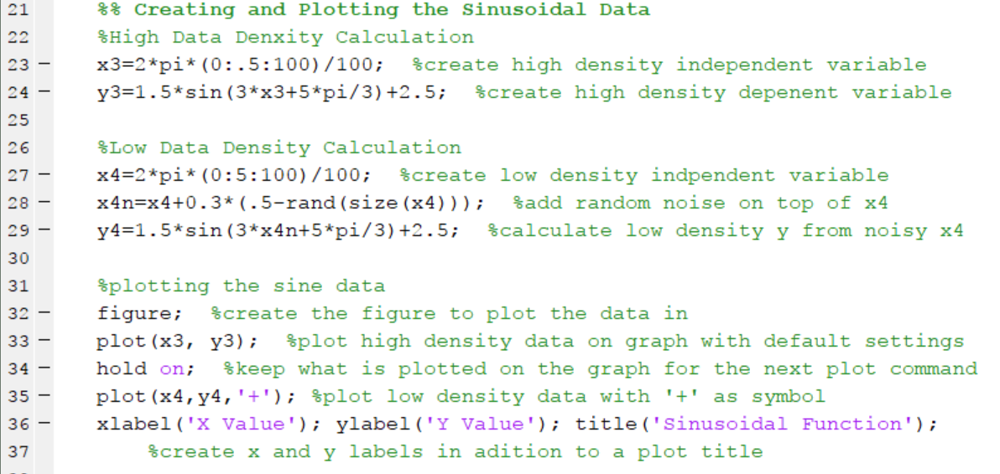 21 %% Creating and Plotting the Sinusoidal Data
22 %High Data Denxity Calculation
23 – x3=2*pi*(0:.5:100)/100; %create high density independent variable
24 – y3=1.5*sin(3*x3+5*pi/3)+2.5; %create high density depenent variable
25
26 %Low Data Density Calculation
27 – x4=2*pi*(0:5:100)/100; %create low density indpendent variable
28 – x4n=x4+0.3*(.5-rand(size(x4))); %add random noise on top of x4
29 – y4=1.5*sin(3*x4n+5*pi/3)+2.5; %calculate low density y from noisy x4
30
31 %plotting the sine data
32 – figure; %create the figure to plot the data in
33 – plot(x3, y3); %plot high density data on graph with default settings
34 – hold on; %keep what is plotted on the graph for the next plot command
35 – plot(x4,y4,'+'); %plot low density data with '+' as symbol
36 – xlabel('X Value'); ylabel('Y Value'); title('Sinusoidal Function');
37 %create x and y labels in adition to a plot title